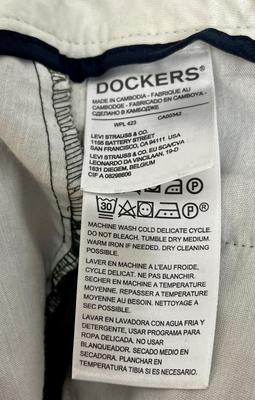 DOCKERS®
MADE IN CAMBODIA - FABRIQUE AU
CAMBODGE - FABRICADO EN CAMBOYA -
СДЕЛАНО В КАМБОДЖЕ
WPL 423 CA00342
LEVI STRAUSS & CO.
1155 BATTERY STREET
SAN FRANCISCO, CA 94111 USA
LEVI STRAUSS & CO. EU SCA/CVA
LEONARDO DA VINCILAAN, 19-D
1831 DIEGEM, BELGIUM
CIF A 08298606
30
MACHINE WASH COLD DELICATE CYCLE.
DO NOT BLEACH. TUMBLE DRY MEDIUM.
WARM IRON IF NEEDED. DRY CLEANING
POSSIBLE.
LAVER EN MACHINE A L'EAU FROIDE,
CYCLE DELICAT. NE PAS BLANCHIR.
SECHER EN MACHINE A TEMPERATURE
MOYENNE. REPASSER A TEMPERATURE
MOYENNE AU BESOIN. NETTOYAGE A
SEC POSSIBLE.
LAVAR EN LAVADORA CON AGUA FRIA Y
DETERGENTE, USAR PROGRAMA PARA
ROPA DELICADA. NO USAR
BLANQUEADOR. SECADO MEDIO EN
SECADORA. PLANCHAR EN
TEMPERATURA TIBIA SI ES NECESARIO.